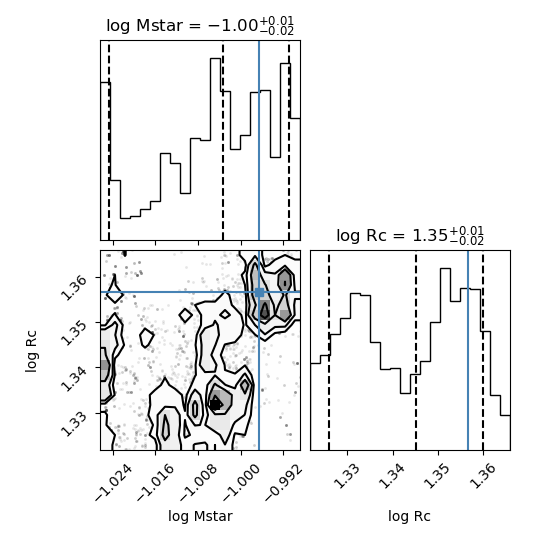 log Mstar = −1.00+0.01−0.02
log Rc = 1.35+0.01−0.02
1.36
1.35
1.34
1.33
log Rc
−1.024
−1.016
−1.008
−1.000
−0.992
log Mstar
1.33
1.34
1.35
1.36
log Rc